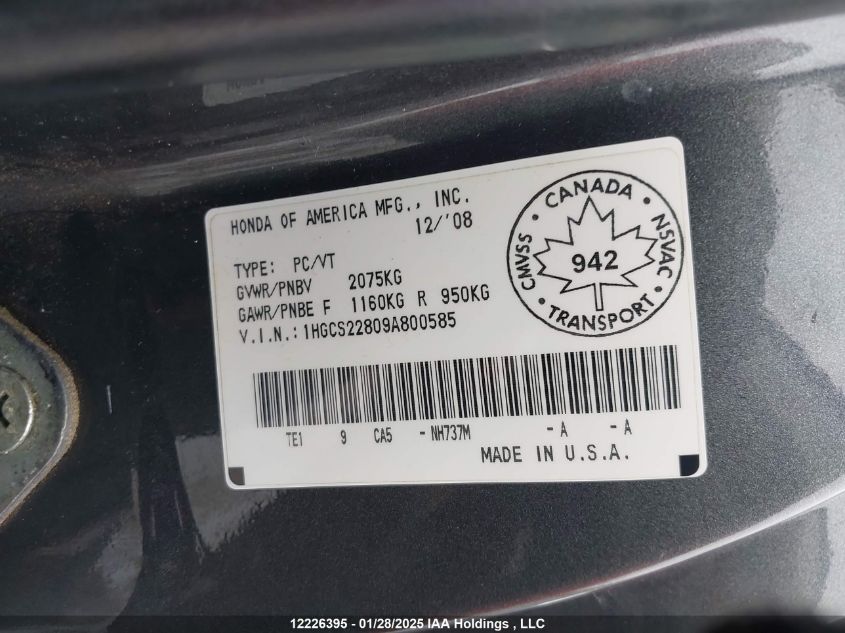 HONDA OF AMERICA MFG., INC.
12/'08
TYPE: PC/VT
GVWR/PNBV 2075KG
GAWR/PNBE F 1160KG R 950KG
V.I.N.:1HGCS22809A800585
CANADA
CMVSS
NSVAC
942
TRANSPORT
TE1 9 CA5 - NH737M - A - A
MADE IN U.S.A.
12226395 - 01/28/2025 IAA Holdings , LLC